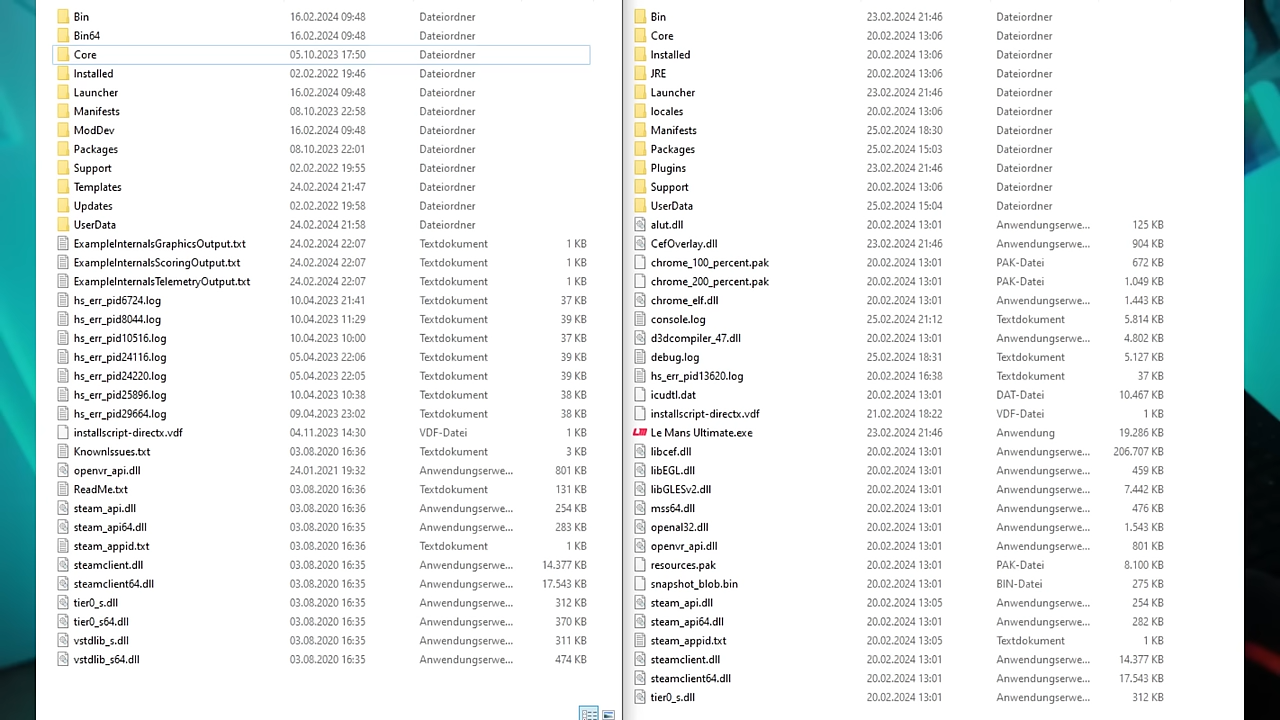 Bin 16.02.2024 09:48 Dateiordner
Bin64 16.02.2024 09:48 Dateiordner
Core 05.10.2023 17:50 Dateiordner
Installed 02.02.2022 19:46 Dateiordner
Launcher 16.02.2024 09:48 Dateiordner
Manifests 08.10.2023 22:58 Dateiordner
ModDev 16.02.2024 09:48 Dateiordner
Packages 08.10.2023 22:01 Dateiordner
Support 02.02.2022 19:55 Dateiordner
Templates 24.02.2024 21:47 Dateiordner
Updates 02.02.2022 19:58 Dateiordner
UserData 24.02.2024 21:58 Dateiordner
ExampleInternalsGraphicsOutput.txt 24.02.2024 22:07 Textdokument 1 KB
ExampleInternalsScoringOutput.txt 24.02.2024 22:07 Textdokument 1 KB
ExampleInternalsTelemetryOutput.txt 24.02.2024 22:07 Textdokument 1 KB
hs_err_pid6724.log 10.04.2023 21:41 Textdokument 37 KB
hs_err_pid8044.log 10.04.2023 11:29 Textdokument 39 KB
hs_err_pid10516.log 10.04.2023 10:00 Textdokument 37 KB
hs_err_pid24116.log 05.04.2023 22:06 Textdokument 39 KB
hs_err_pid24220.log 05.04.2023 22:05 Textdokument 39 KB
hs_err_pid25896.log 10.04.2023 10:38 Textdokument 38 KB
hs_err_pid29664.log 09.04.2023 23:02 Textdokument 38 KB
installscript-directx.vdf 04.11.2023 14:30 VDF-Datei 1 KB
KnownIssues.txt 03.08.2020 16:36 Textdokument 3 KB
openvr_api.dll 24.01.2021 19:32 Anwendungserwe... 801 KB
ReadMe.txt 03.08.2020 16:36 Textdokument 131 KB
steam_api.dll 03.08.2020 16:36 Anwendungserwe... 254 KB
steam_api64.dll 03.08.2020 16:35 Anwendungserwe... 283 KB
steam_appid.txt 03.08.2020 16:36 Textdokument 1 KB
steamclient.dll 03.08.2020 16:35 Anwendungserwe... 14.377 KB
steamclient64.dll 03.08.2020 16:35 Anwendungserwe... 17.543 KB
tier0_s.dll 03.08.2020 16:35 Anwendungserwe... 312 KB
tier0_s64.dll 03.08.2020 16:35 Anwendungserwe... 370 KB
vstdlib_s.dll 03.08.2020 16:35 Anwendungserwe... 311 KB
vstdlib_s64.dll 03.08.2020 16:35 Anwendungserwe... 474 KB
Bin 23.02.2024 21:46 Dateiordner
Core 20.02.2024 13:06 Dateiordner
Installed 20.02.2024 13:06 Dateiordner
JRE 20.02.2024 13:06 Dateiordner
Launcher 23.02.2024 21:46 Dateiordner
locales 20.02.2024 13:06 Dateiordner
Manifests 25.02.2024 18:30 Dateiordner
Packages 25.02.2024 15:03 Dateiordner
Plugins 23.02.2024 21:46 Dateiordner
Support 20.02.2024 13:06 Dateiordner
UserData 25.02.2024 15:04 Dateiordner
alut.dll 20.02.2024 13:01 Anwendungserwe... 125 KB
CefOverlay.dll 23.02.2024 21:46 Anwendungserwe... 904 KB
chrome_100_percent.pak 20.02.2024 13:01 PAK-Datei 672 KB
chrome_200_percent.pak 20.02.2024 13:01 PAK-Datei 1.049 KB
chrome_elf.dll 20.02.2024 13:01 Anwendungserwe... 1.443 KB
console.log 25.02.2024 21:12 Textdokument 5.814 KB
d3dcompiler_47.dll 20.02.2024 13:01 Anwendungserwe... 4.802 KB
debug.log 25.02.2024 18:31 Textdokument 5.127 KB
hs_err_pid13620.log 20.02.2024 16:38 Textdokument 37 KB
icudtl.dat 20.02.2024 13:01 DAT-Datei 10.467 KB
installscript-directx.vdf 21.02.2024 18:22 VDF-Datei 1 KB
Le Mans Ultimate.exe 23.02.2024 21:46 Anwendung 19.286 KB
libcef.dll 20.02.2024 13:01 Anwendungserwe... 206.707 KB
libEGL.dll 20.02.2024 13:01 Anwendungserwe... 459 KB
libGLESv2.dll 20.02.2024 13:01 Anwendungserwe... 7.442 KB
mss64.dll 20.02.2024 13:01 Anwendungserwe... 476 KB
openal32.dll 20.02.2024 13:01 Anwendungserwe... 1.543 KB
openvr_api.dll 20.02.2024 13:01 Anwendungserwe... 801 KB
resources.pak 20.02.2024 13:01 PAK-Datei 8.100 KB
snapshot_blob.bin 20.02.2024 13:01 BIN-Datei 275 KB
steam_api.dll 20.02.2024 13:05 Anwendungserwe... 254 KB
steam_api64.dll 20.02.2024 13:01 Anwendungserwe... 282 KB
steam_appid.txt 20.02.2024 13:05 Textdokument 1 KB
steamclient.dll 20.02.2024 13:01 Anwendungserwe... 14.377 KB
steamclient64.dll 20.02.2024 13:01 Anwendungserwe... 17.543 KB
tier0_s.dll 20.02.2024 13:01 Anwendungserwe... 312 KB